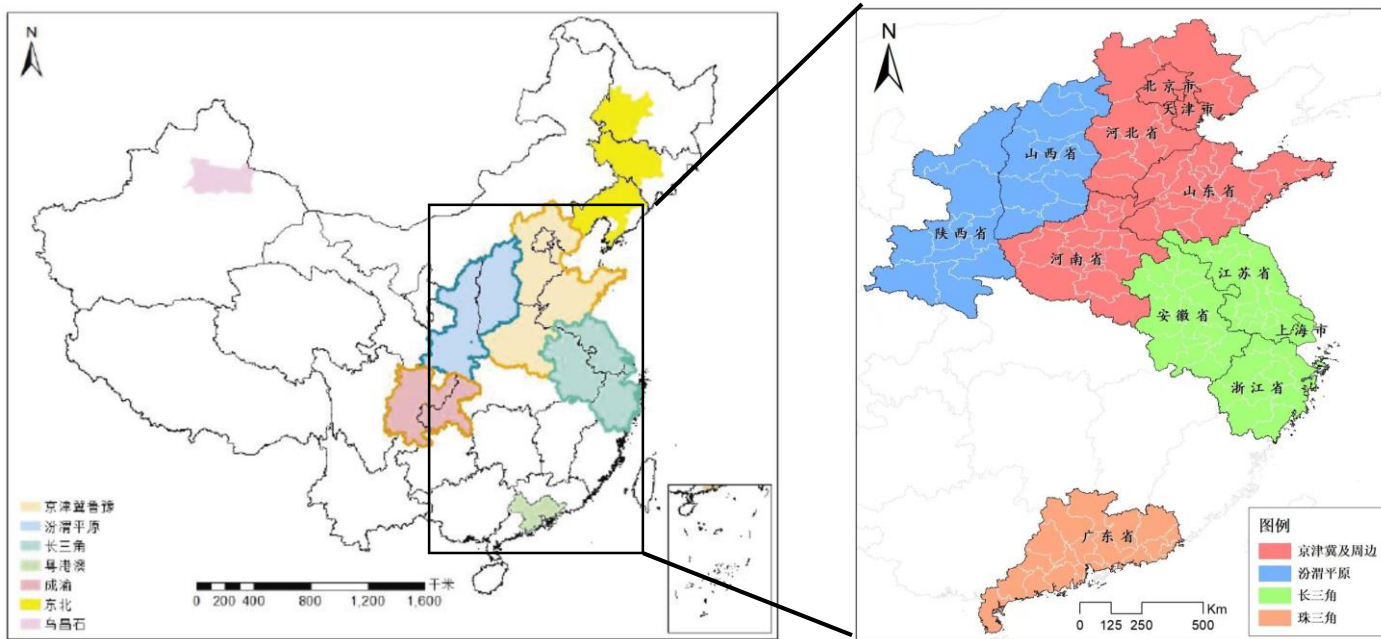 N
京津冀鲁豫
汾渭平原
长三角
粤港澳
成渝
东北
乌昌石
千米
0 200 400 800 1,200 1,600
N
北京市
天津市
河北省
山西省
山东省
陕西省
河南省
江苏省
安徽省
上海市
浙江省
广东省
图例
京津冀及周边
汾渭平原
长三角
珠三角
Km
0 125 250 500